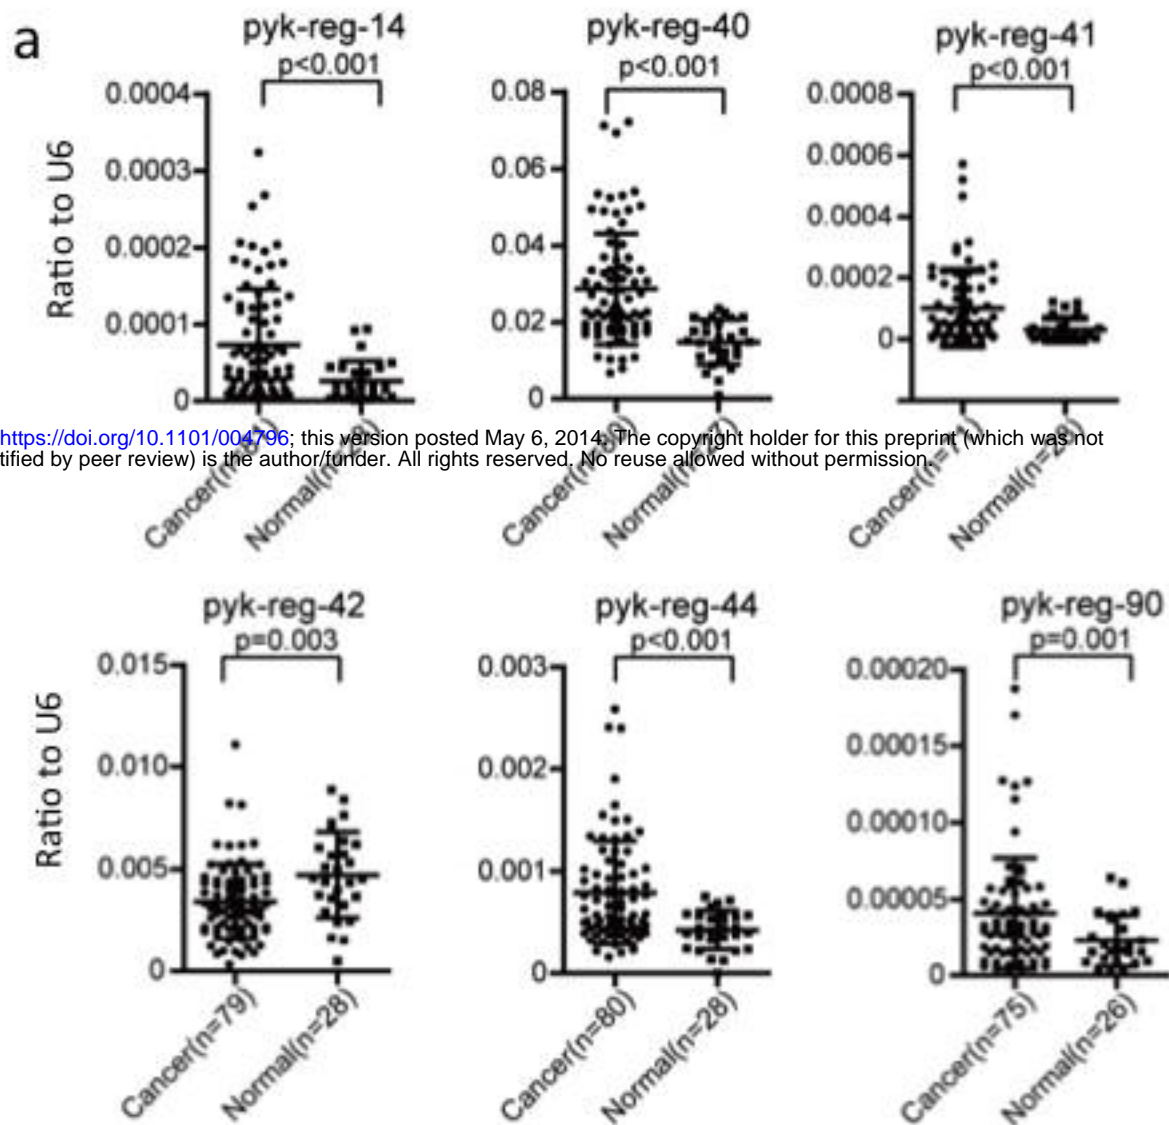 a
pyk-reg-14
p<0.001
0.0004
0.0003
0.0002
0.0001
0
Ratio to U6
pyk-reg-40
p<0.001
0.08
0.06
0.04
0.02
0
pyk-reg-41
p<0.001
0.0008
0.0006
0.0004
0.0002
0
https://doi.org/10.1101/004796; this version posted May 6, 2014. The copyright holder for this preprint (which was not
tified by peer review) is the author/funder. All rights reserved. No reuse allowed without permission.
pyk-reg-42
p=0.003
0.015
0.010
0.005
0
Ratio to U6
Cancer(n=79)
Normal(n=28)
pyk-reg-44
p<0.001
0.003
0.002
0.001
0
Cancer(n=80)
Normal(n=28)
pyk-reg-90
p=0.001
0.00020
0.00015
0.00010
0.00005
0
Cancer(n=75)
Normal(n=26)